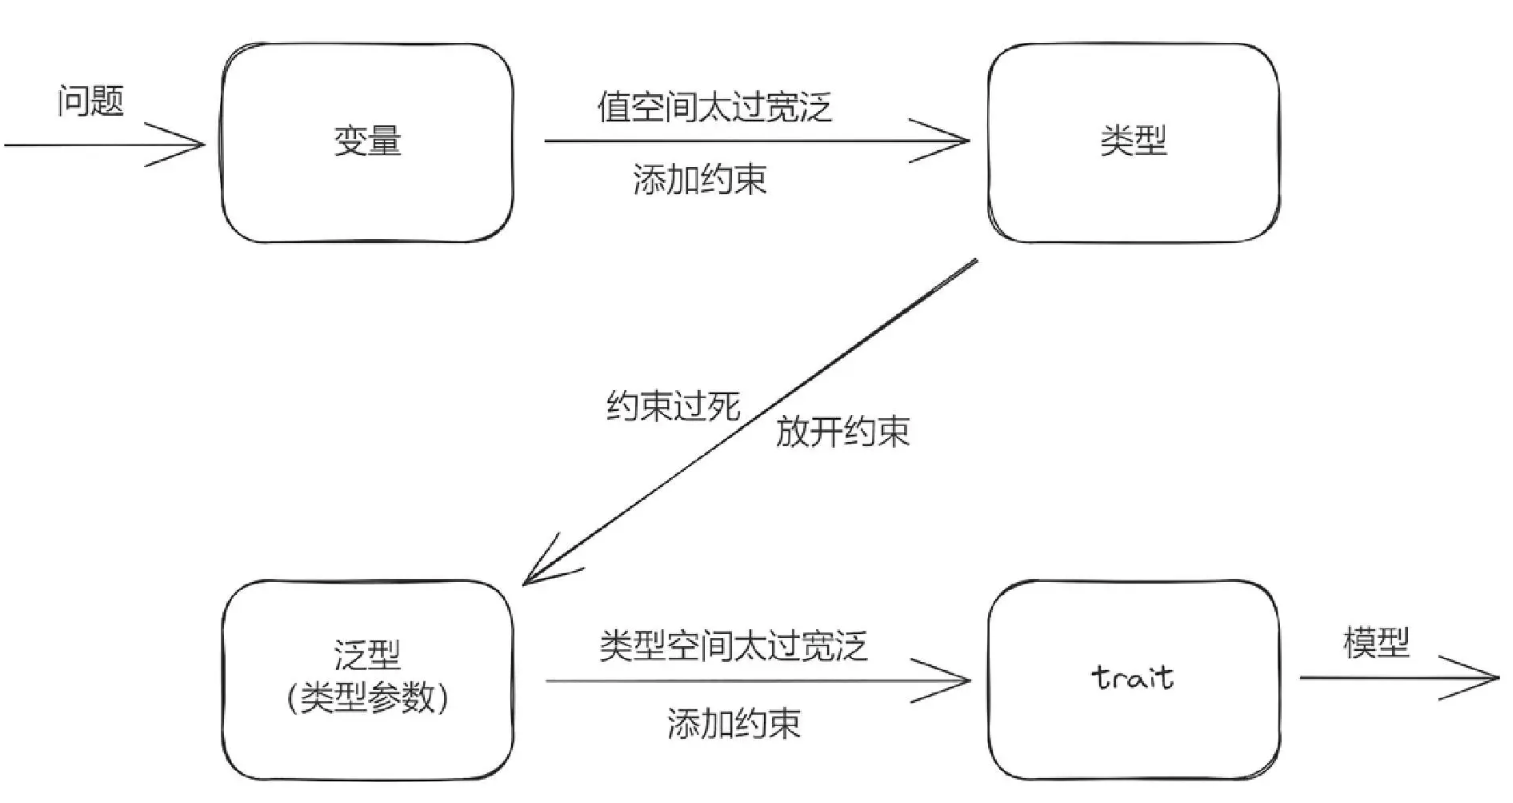 问题
变量
值空间太过宽泛
添加约束
类型
约束过死
放开约束
泛型
（类型参数）
类型空间太过宽泛
添加约束
trait
模型